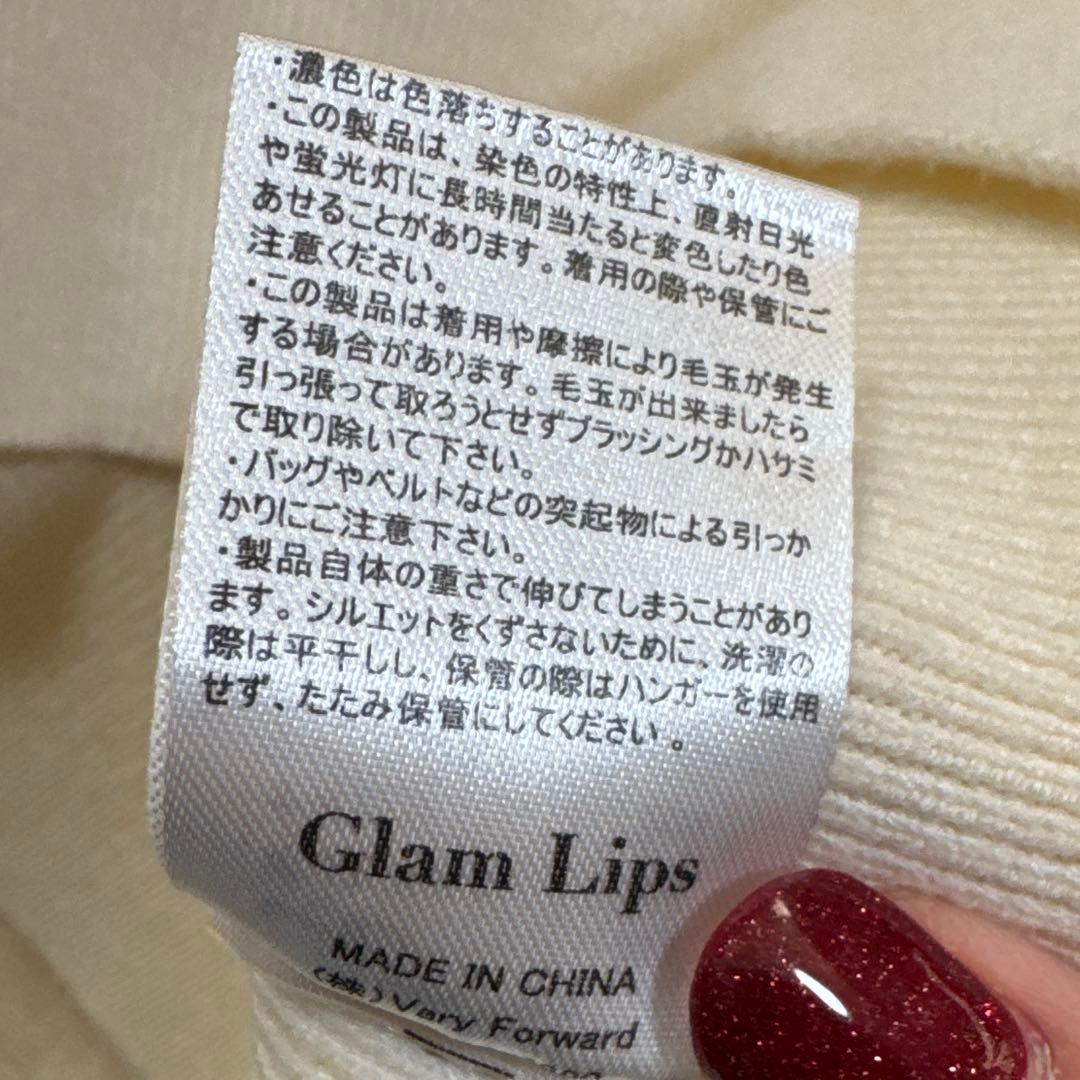 ・濃色は色落ちすることがあります。
・この製品は、染色の特性上、直射日光
や蛍光灯に長時間当たると変色したり色
あせることがあります。着用の際や保管にご
注意ください。
・この製品は着用や摩擦により毛玉が発生
する場合があります。毛玉が出来ましたら
引っ張って取ろうとせずブラッシングかハサミ
で取り除いて下さい。
・バッグやベルトなどの突起物による引っか
かりにご注意下さい。
・製品自体の重さで伸びてしまうことがあり
ます。シルエットをくずさないために、洗濯の
際は平干しし、保管の際はハンガーを使用
せず、たたみ保管にしてください。
Glam Lips
MADE IN CHINA
(株)Vary Forward